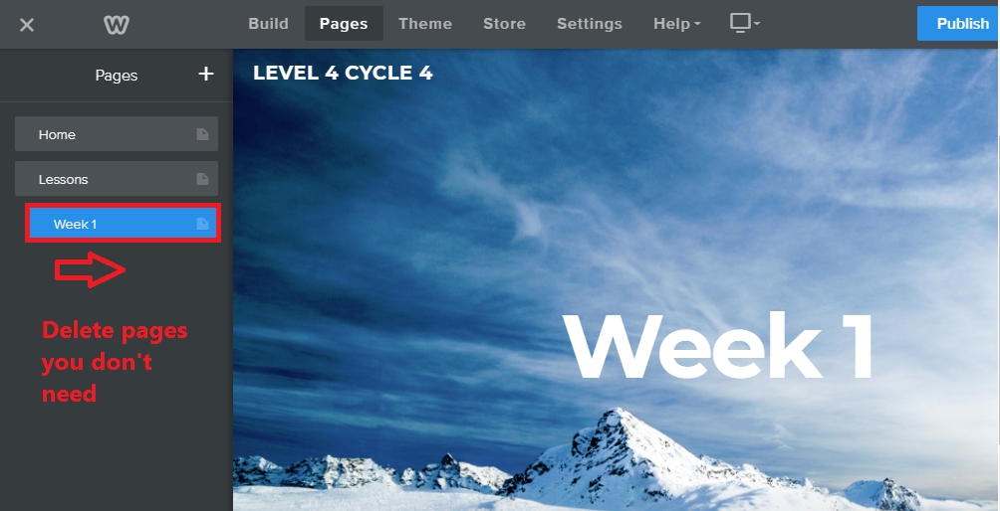 Build Pages Theme Store Settings Help Publish
Pages +
LEVEL 4 CYCLE 4
Home
Lessons
Week 1
Delete pages
you don't
need
Week 1